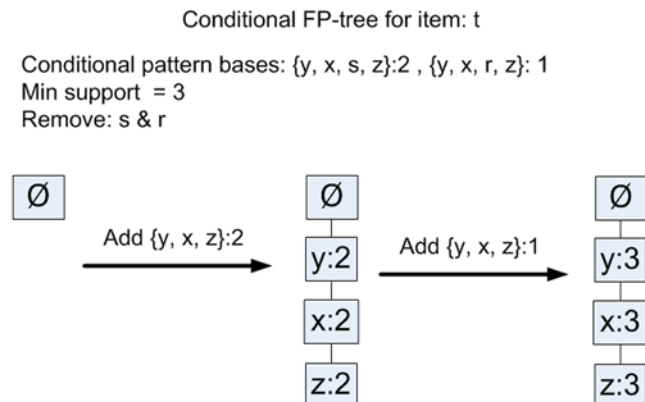 Conditional FP-tree for item: t
Conditional pattern bases: {y, x, s, z}:2 , {y, x, r, z}: 1
Min support = 3
Remove: s & r
Ø
Add {y, x, z}:2
Ø
y:2
x:2
z:2
Add {y, x, z}:1
Ø
y:3
x:3
z:3